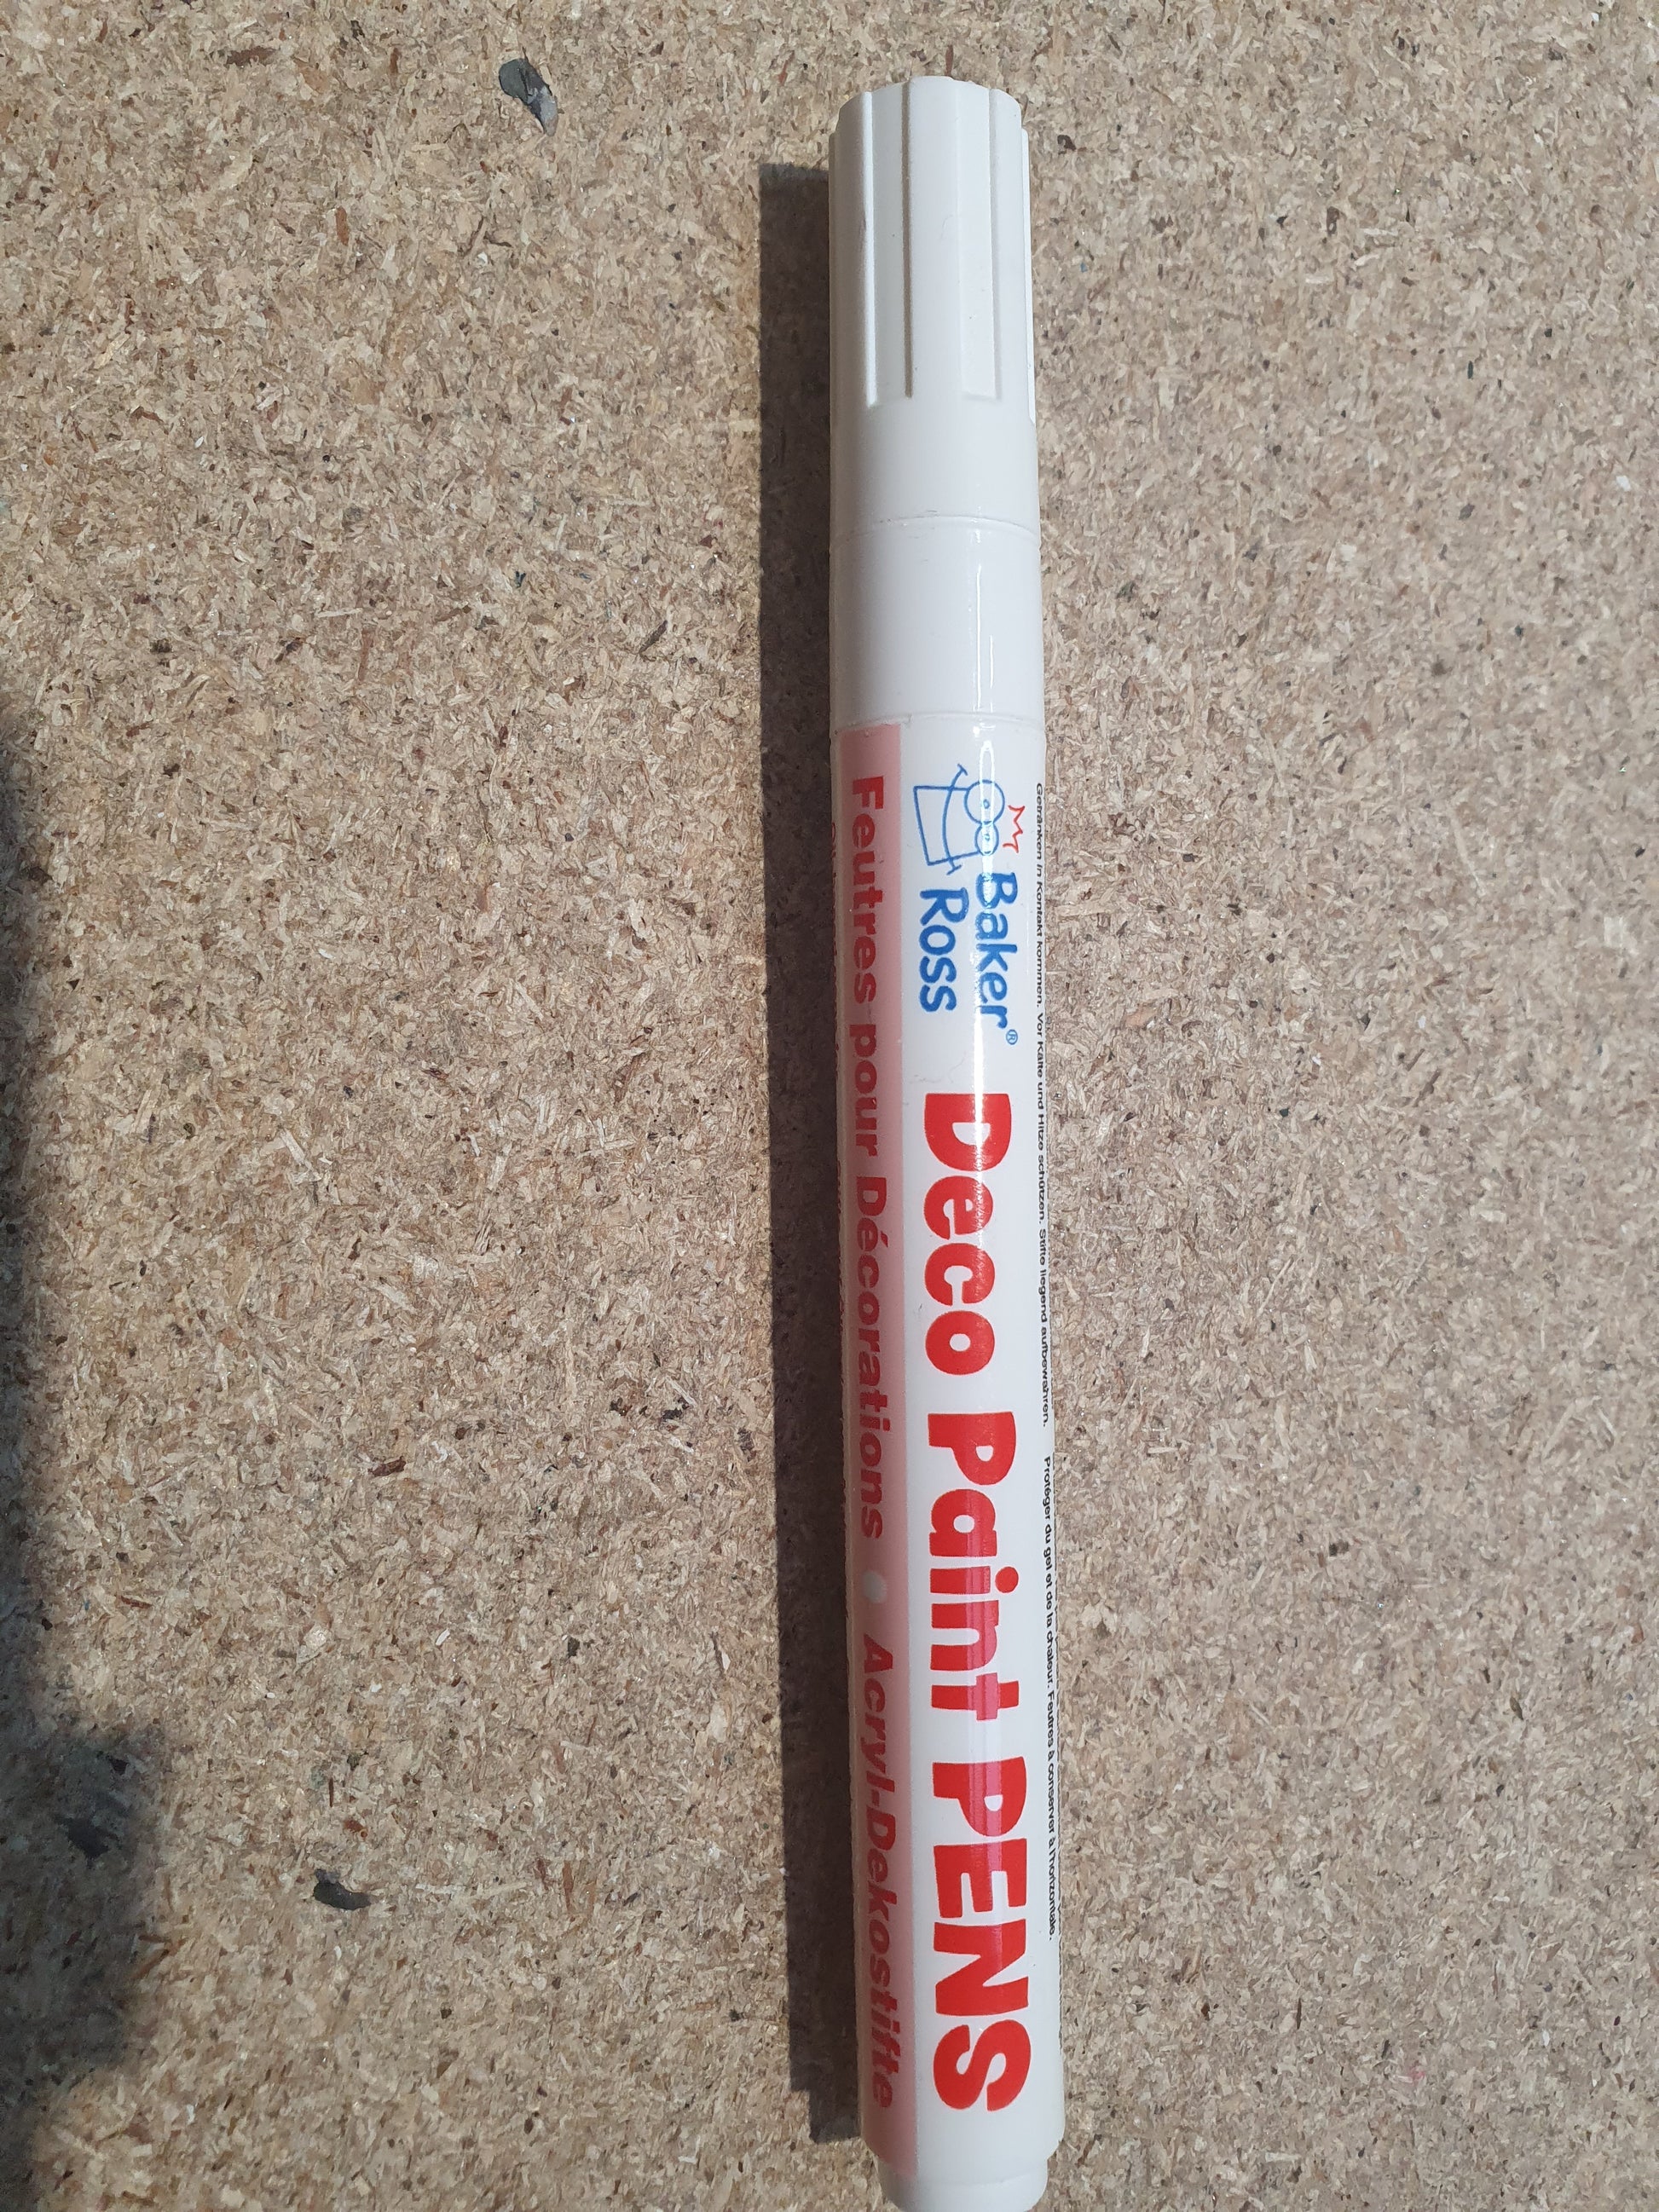 Getränken in Kontakt kommen. Vor Kälte und Hitze schützen. Stifte liegend aufbewahren. Protéger du gel et de la chaleur. Feutres à conserver à l'horizontale.
Baker®
Ross
Deco Paint PENS
Feutres pour Décorations • Acryl-Dekostifte